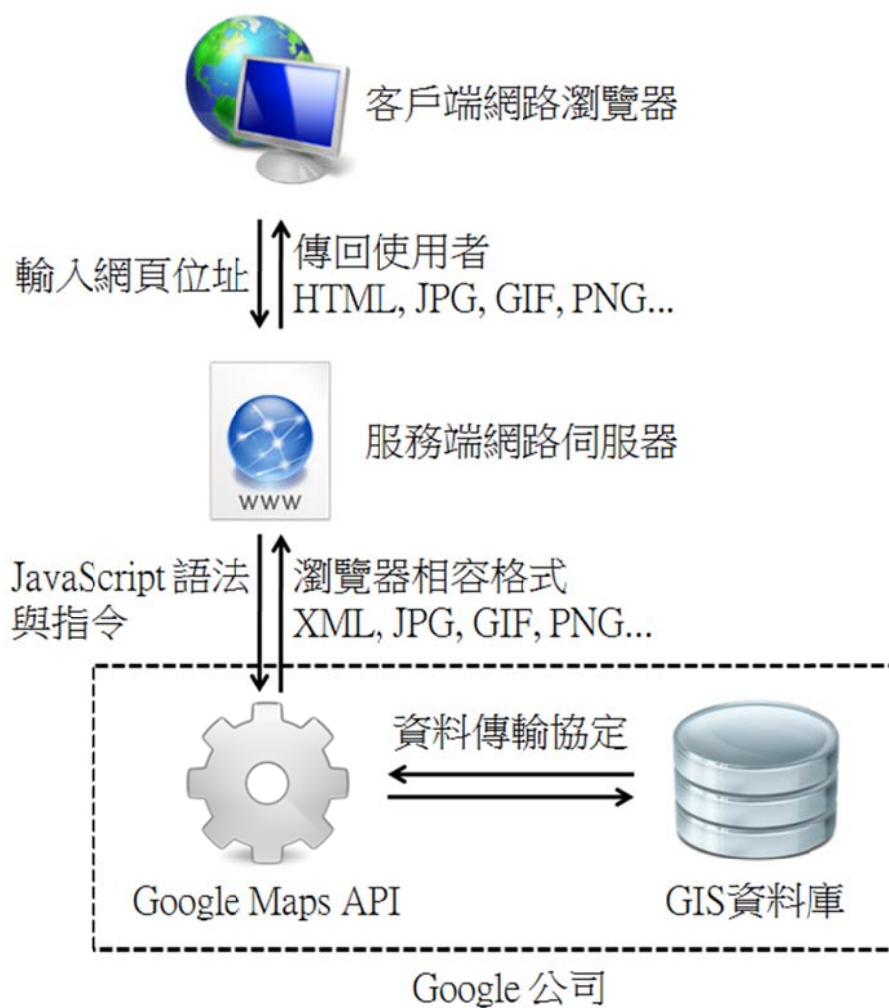 客戶端網路瀏覽器
輸入網頁位址
傳回使用者
HTML, JPG, GIF, PNG...
WWW
服務端網路伺服器
JavaScript 語法
與指令
瀏覽器相容格式
XML, JPG, GIF, PNG...
資料傳輸協定
Google Maps API
GIS資料庫
Google 公司